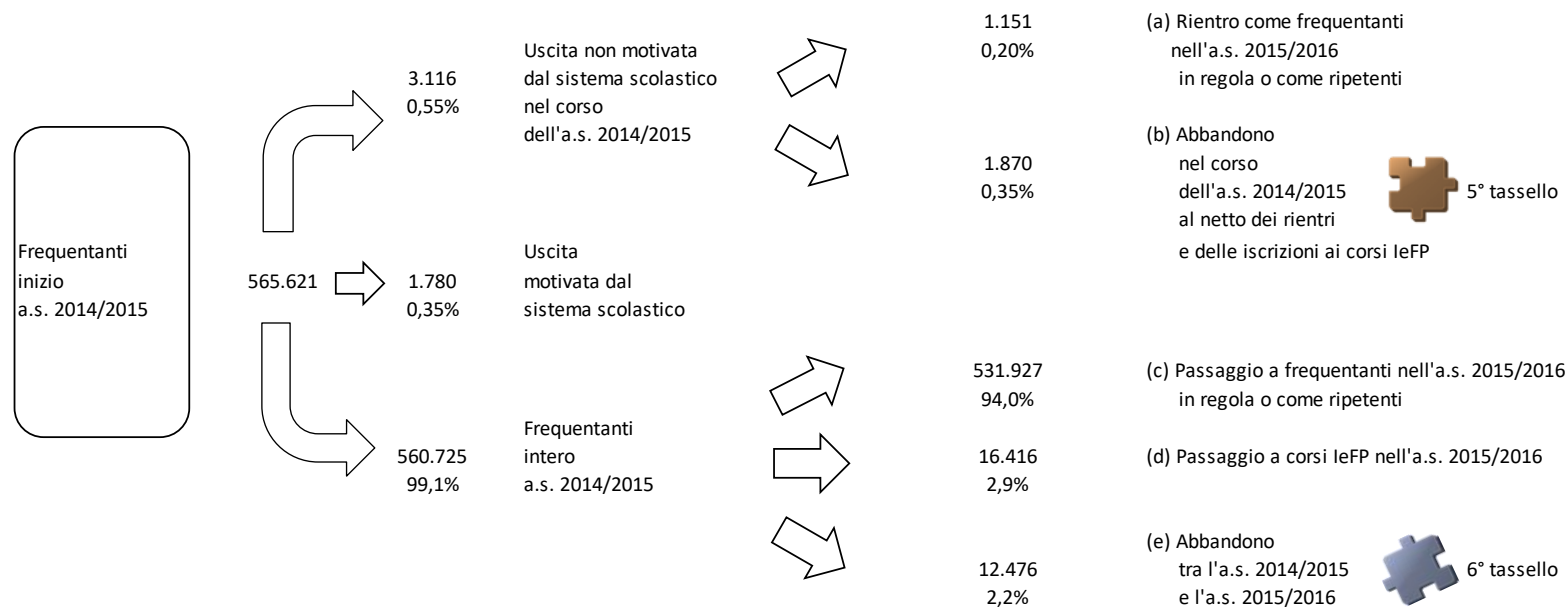 Frequentanti
inizio
a.s. 2014/2015
565.621
3.116
0,55%
Uscita non motivata
dal sistema scolastico
nel corso
dell'a.s. 2014/2015
1.151
0,20%
(a) Rientro come frequentanti
nell'a.s. 2015/2016
in regola o come ripetenti
1.870
0,35%
(b) Abbandono
nel corso
dell'a.s. 2014/2015
al netto dei rientri
e delle iscrizioni ai corsi IeFP
5° tassello
1.780
0,35%
Uscita
motivata dal
sistema scolastico
560.725
99,1%
Frequentanti
intero
a.s. 2014/2015
531.927
94,0%
(c) Passaggio a frequentanti nell'a.s. 2015/2016
in regola o come ripetenti
16.416
2,9%
(d) Passaggio a corsi IeFP nell'a.s. 2015/2016
12.476
2,2%
(e) Abbandono
tra l'a.s. 2014/2015
e l'a.s. 2015/2016
6° tassello